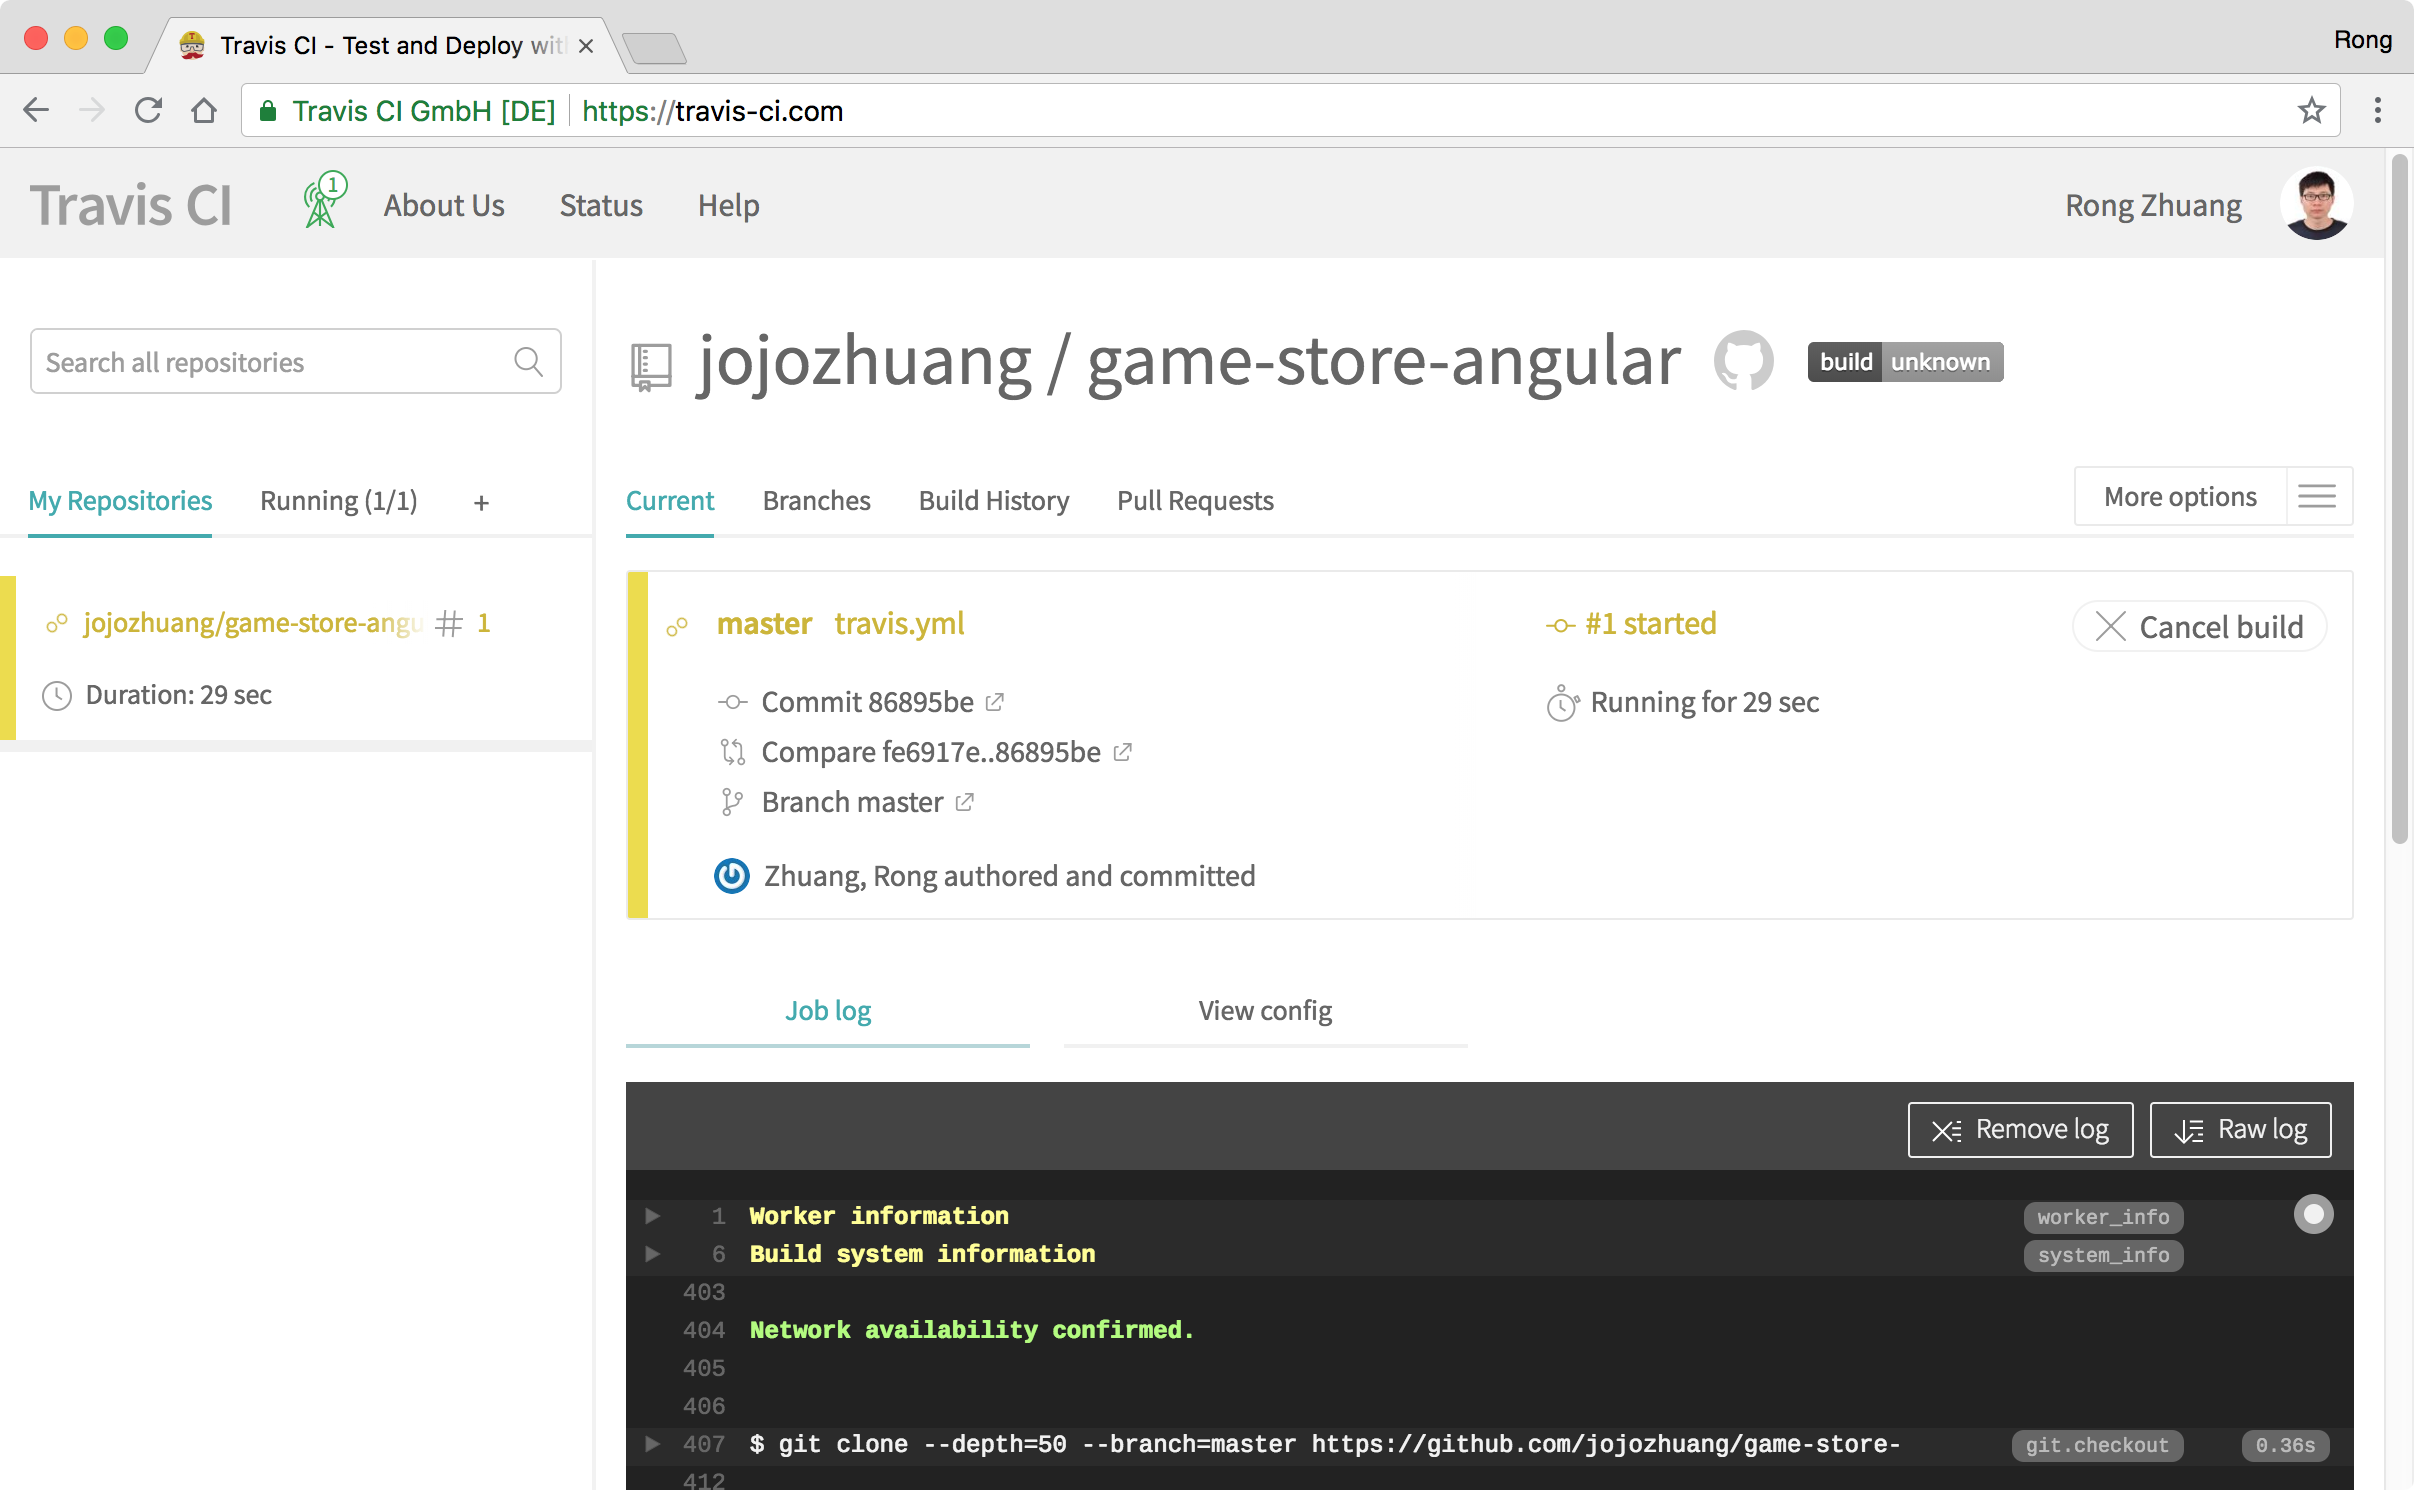 Travis CI - Test and Deploy wit
Rong
Travis CI GmbH [DE] https://travis-ci.com
Travis CI
1
About Us
Status
Help
Rong Zhuang
Search all repositories
My Repositories
Running (1/1)
+
jojozhuang/game-store-angu # 1
Duration: 29 sec
jojozhuang / game-store-angular
build unknown
Current
Branches
Build History
Pull Requests
More options
master travis.yml
#1 started
Cancel build
Commit 86895be
Running for 29 sec
Compare fe6917e..86895be
Branch master
Zhuang, Rong authored and committed
Job log
View config
Remove log
Raw log
1 Worker information worker_info
6 Build system information system_info
403
404 Network availability confirmed.
405
406
407 $ git clone --depth=50 --branch=master https://github.com/jojozhuang/game-store- git.checkout 0.36s
412